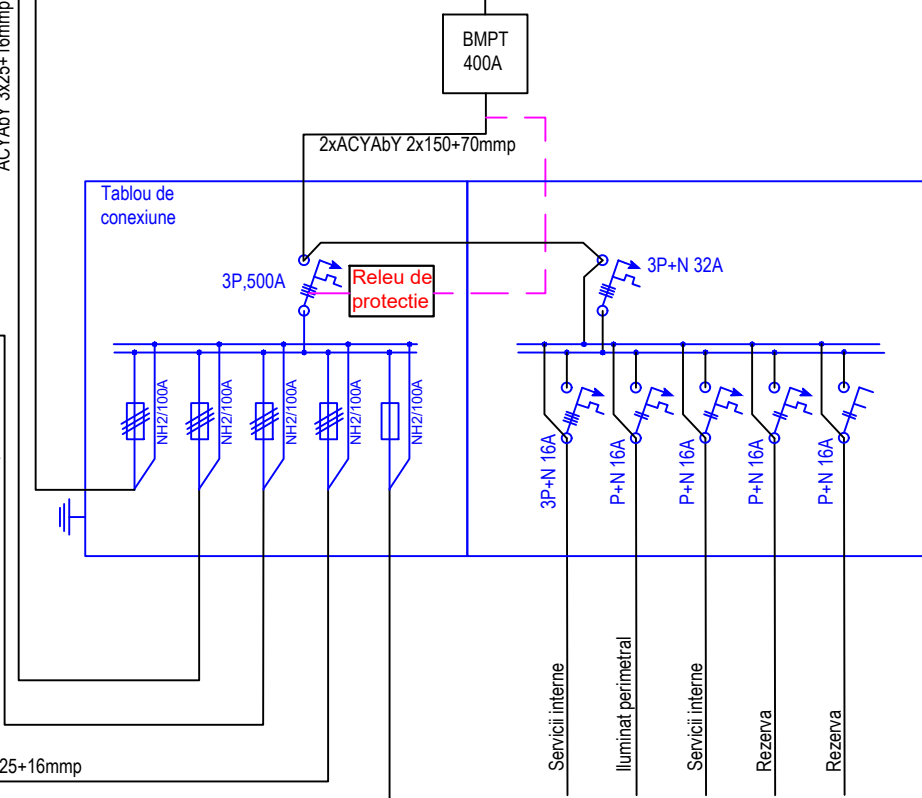 BMPT
400A
ACYAbY 3x25+16mmp
2xACYAbY 2x150+70mmp
Tablou de
conexiune
3P,500A
Releu de
protectie
3P+N 32A
NH2/100A
NH2/100A
NH2/100A
NH2/100A
NH2/100A
3P+N 16A
P+N 16A
P+N 16A
P+N 16A
P+N 16A
Servicii interne
Iluminat perimetral
Servicii interne
Rezerva
Rezerva
25+16mmp